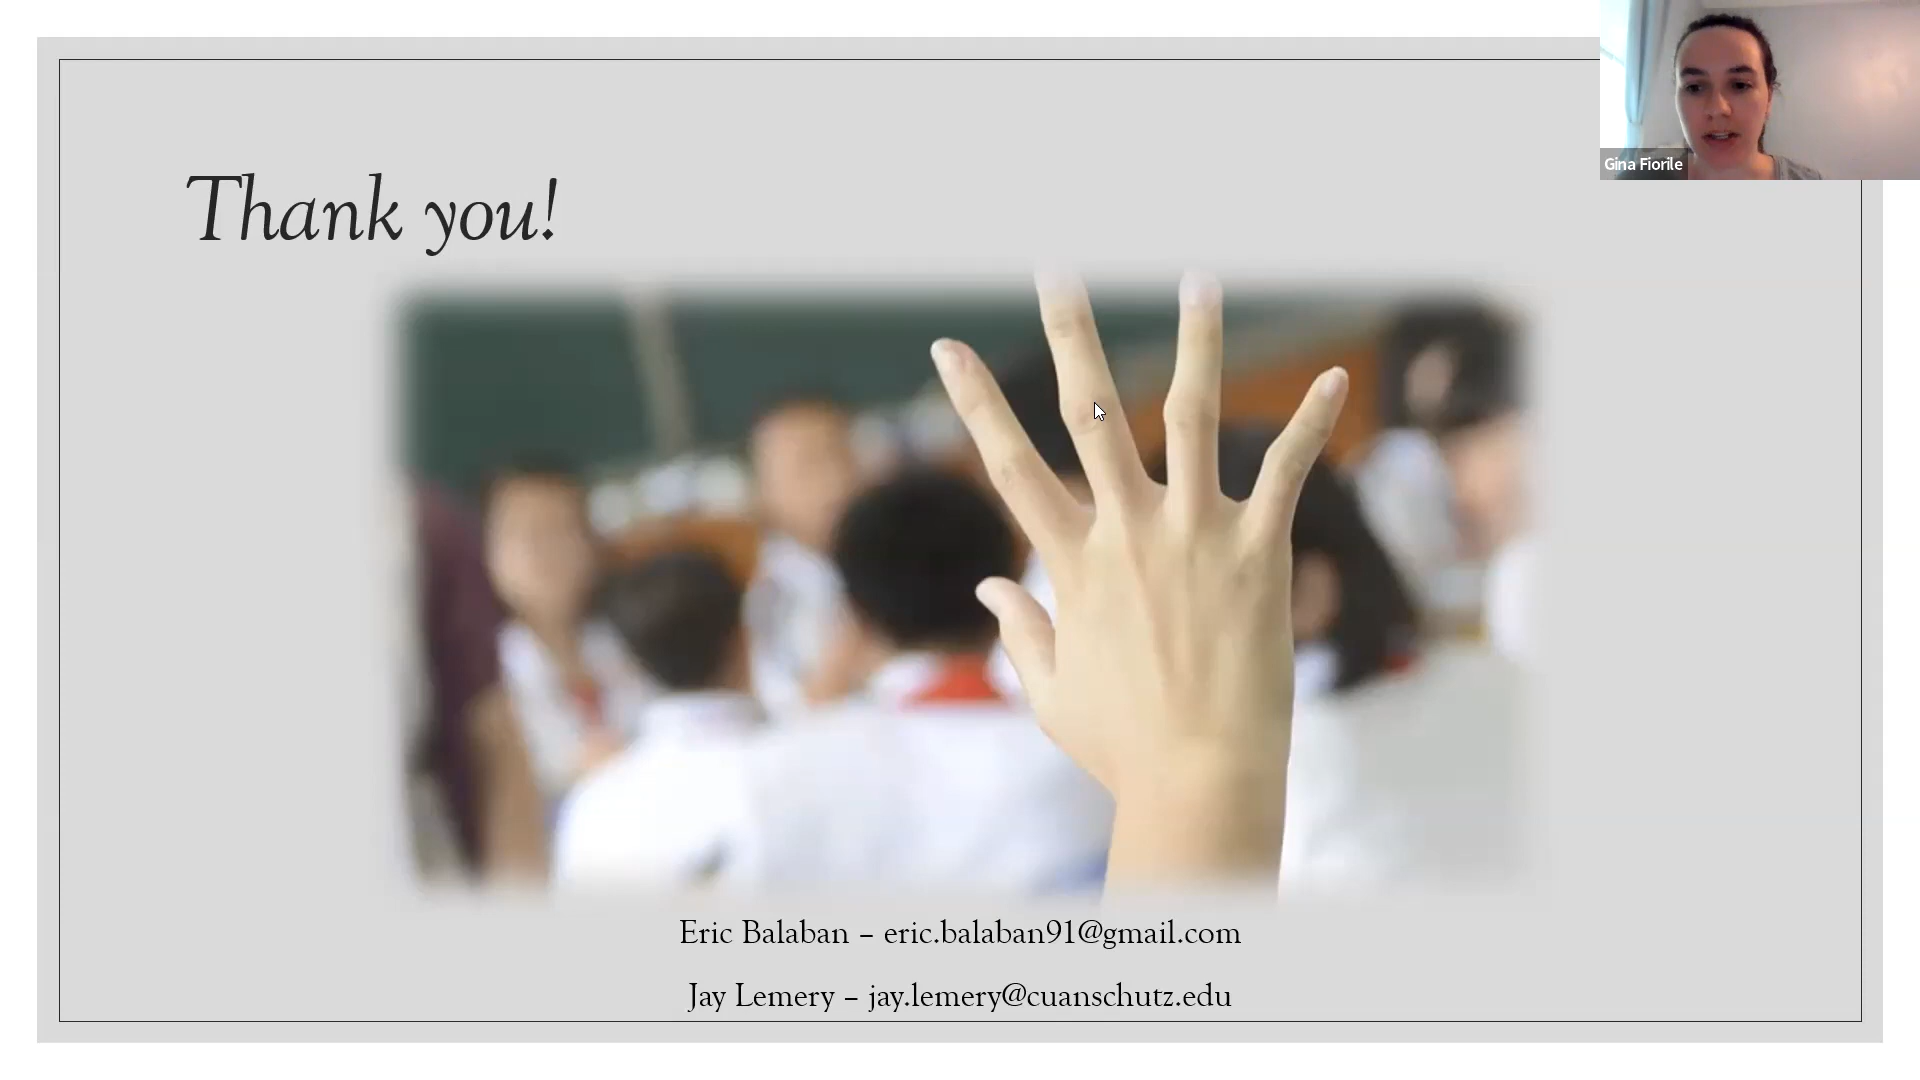 Gina Fiorile
Thank you!
Eric Balaban – eric.balaban91@gmail.com
Jay Lemery – jay.lemery@cuanschutz.edu